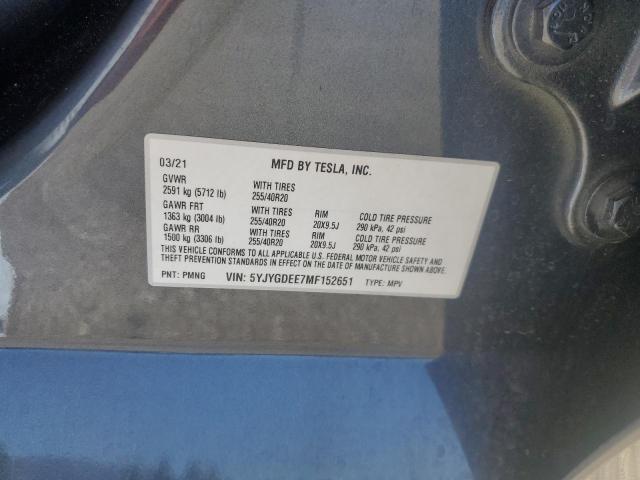 03/21 MFD BY TESLA, INC.
GVWR
2591 kg (5712 lb) WITH TIRES 255/40R20
GAWR FRT
1363 kg (3004 lb) WITH TIRES 255/40R20 RIM 20X9.5J COLD TIRE PRESSURE 290 kPa, 42 psi
GAWR RR
1500 kg (3306 lb) WITH TIRES 255/40R20 RIM 20X9.5J COLD TIRE PRESSURE 290 kPa, 42 psi
THIS VEHICLE CONFORMS TO ALL APPLICABLE U.S. FEDERAL MOTOR VEHICLE SAFETY AND
THEFT PREVENTION STANDARDS IN EFFECT ON THE DATE OF MANUFACTURE SHOWN ABOVE.
PNT: PMNG VIN: 5YJYGDEE7MF152651 TYPE: MPV